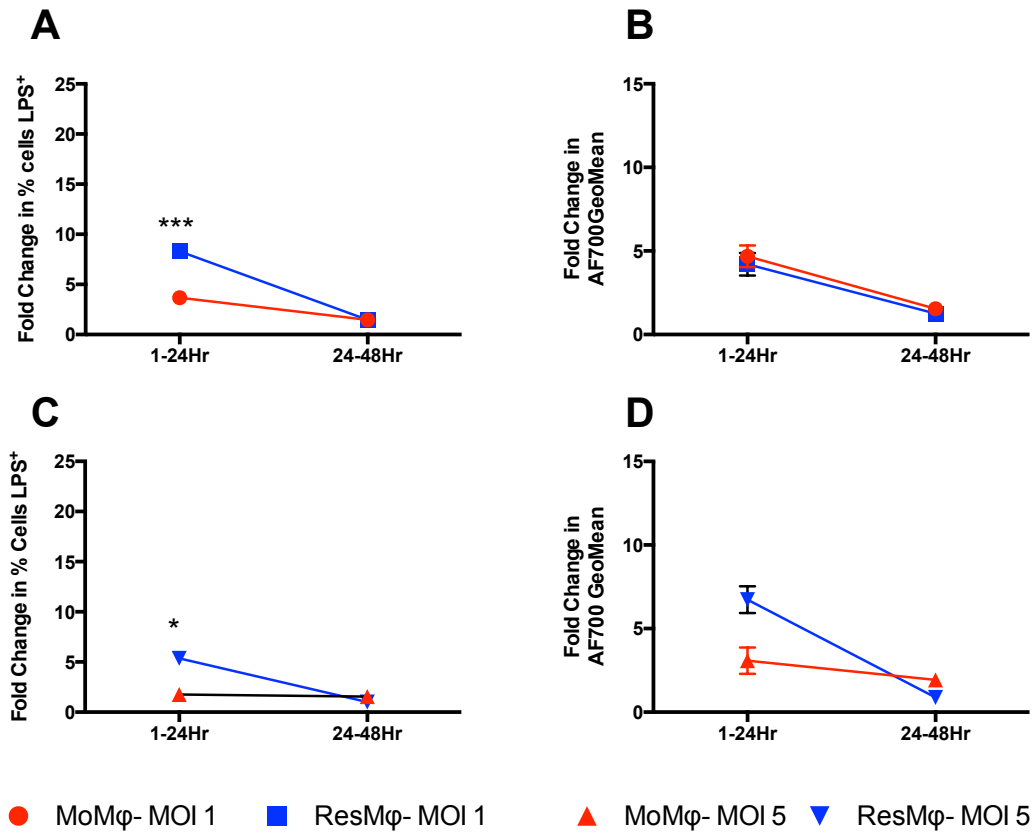 A
Fold Change in % cells LPS⁺
25
20
15
10
5
0
***
1-24Hr
24-48Hr
B
Fold Change in
AF700GeoMean
15
10
5
0
1-24Hr
24-48Hr
C
Fold Change in % Cells LPS⁺
25
20
15
10
5
0
*
1-24Hr
24-48Hr
D
Fold Change in
AF700 GeoMean
15
10
5
0
1-24Hr
24-48Hr
MoMφ- MOI 1
ResMφ- MOI 1
MoMφ- MOI 5
ResMφ- MOI 5